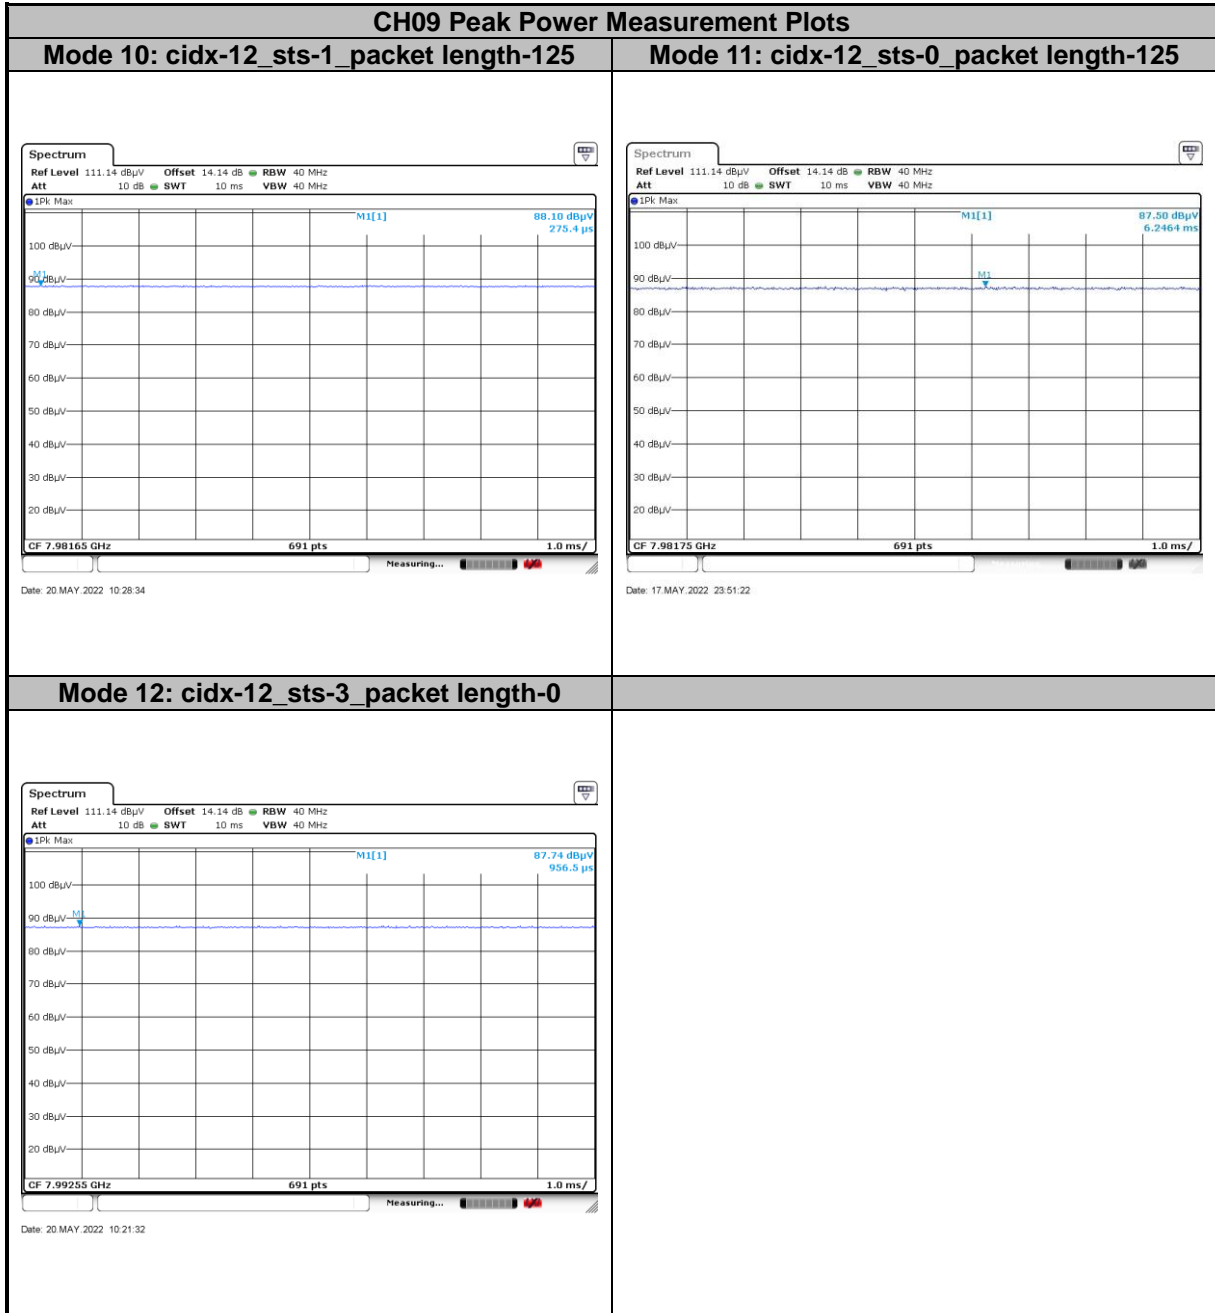 CH09 Peak Power Measurement Plots
Mode 10: cidx-12_sts-1_packet length-125
Mode 11: cidx-12_sts-0_packet length-125
Spectrum
Ref Level 111.14 dBµV Offset 14.14 dB RBW 40 MHz
Att 10 dB SWT 10 ms VBW 40 MHz
1Pk Max
M1[1] 88.10 dBµV
275.4 µs
100 dBµV
M1
90 dBµV
80 dBµV
70 dBµV
60 dBµV
50 dBµV
40 dBµV
30 dBµV
20 dBµV
CF 7.98165 GHz 691 pts 1.0 ms/
Measuring...
Date: 20.MAY.2022 10:28:34
Spectrum
Ref Level 111.14 dBµV Offset 14.14 dB RBW 40 MHz
Att 10 dB SWT 10 ms VBW 40 MHz
1Pk Max
M1[1] 87.50 dBµV
6.2464 ms
100 dBµV
90 dBµV
M1
80 dBµV
70 dBµV
60 dBµV
50 dBµV
40 dBµV
30 dBµV
20 dBµV
CF 7.98175 GHz 691 pts 1.0 ms/
Date: 17.MAY.2022 23:51:22
Mode 12: cidx-12_sts-3_packet length-0
Spectrum
Ref Level 111.14 dBµV Offset 14.14 dB RBW 40 MHz
Att 10 dB SWT 10 ms VBW 40 MHz
1Pk Max
M1[1] 87.74 dBµV
956.5 µs
100 dBµV
90 dBµV
M1
80 dBµV
70 dBµV
60 dBµV
50 dBµV
40 dBµV
30 dBµV
20 dBµV
CF 7.99255 GHz 691 pts 1.0 ms/
Measuring...
Date: 20.MAY.2022 10:21:32